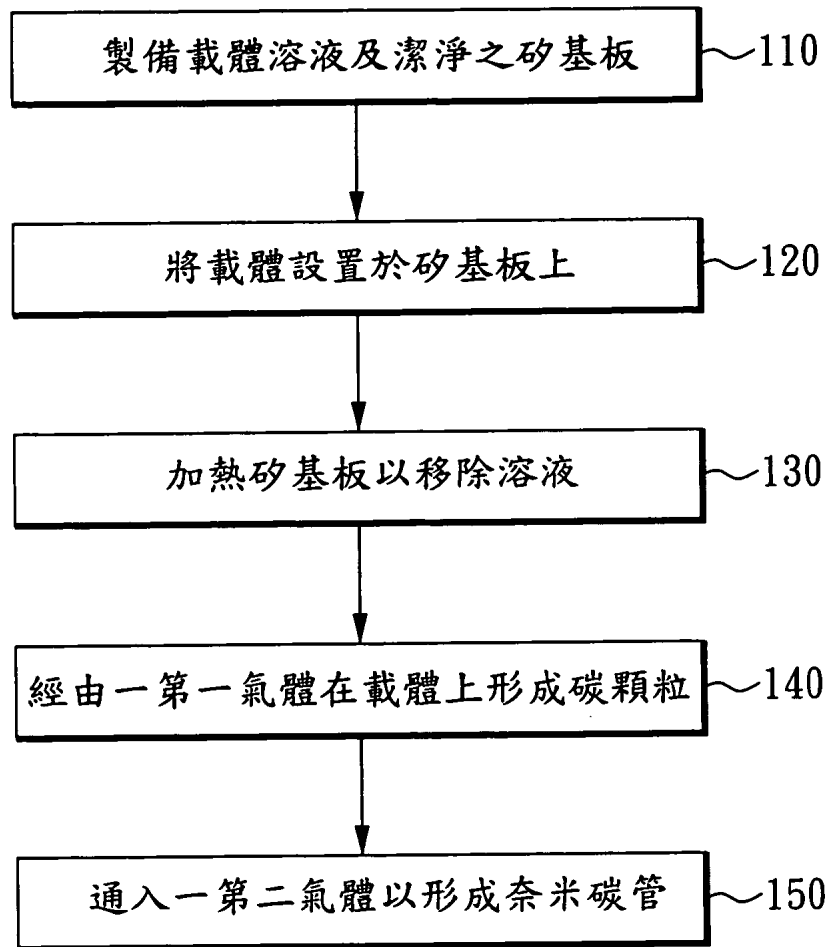 製備載體溶液及潔淨之矽基板 110
將載體設置於矽基板上 120
加熱矽基板以移除溶液 130
經由一第一氣體在載體上形成碳顆粒 140
通入一第二氣體以形成奈米碳管 150